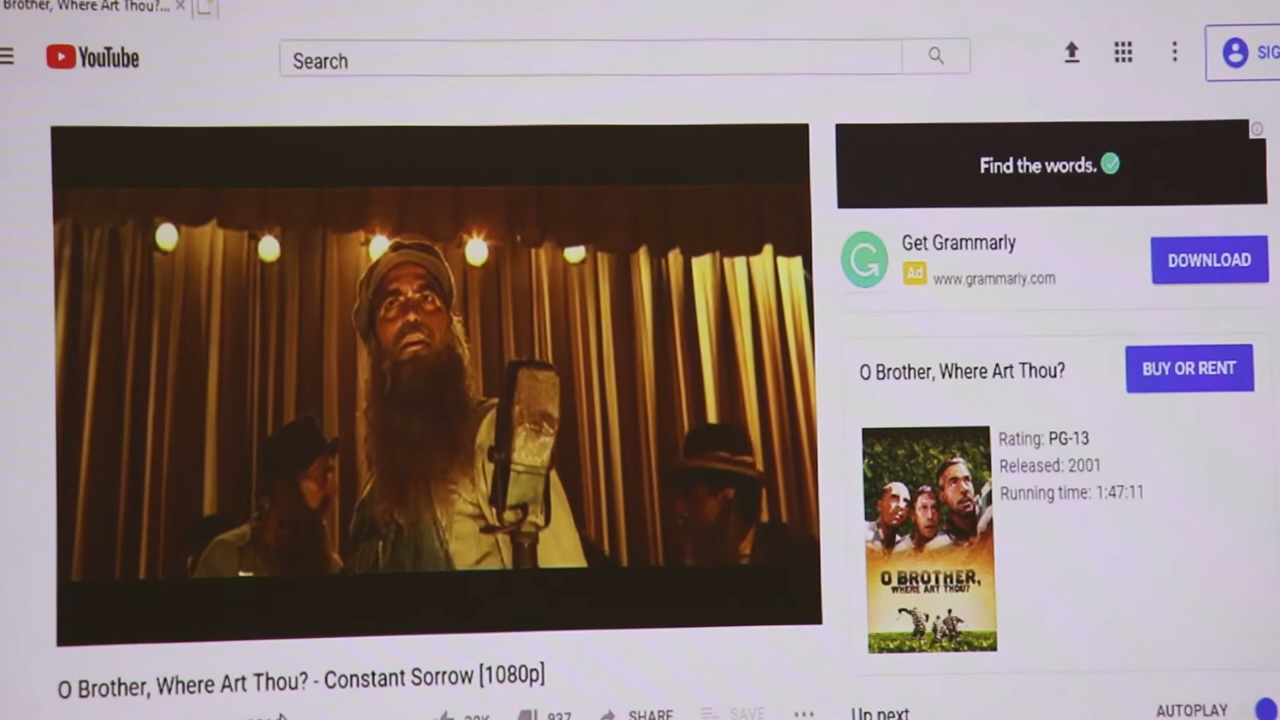 Brother, Where Art Thou?...
YouTube
Search
SIG
Find the words.
Get Grammarly
Ad www.grammarly.com
DOWNLOAD
O Brother, Where Art Thou?
BUY OR RENT
Rating: PG-13
Released: 2001
Running time: 1:47:11
O BROTHER,
WHERE ART THOU?
O Brother, Where Art Thou? - Constant Sorrow [1080p]
937
SHARE
SAVE
Up next
AUTOPLAY